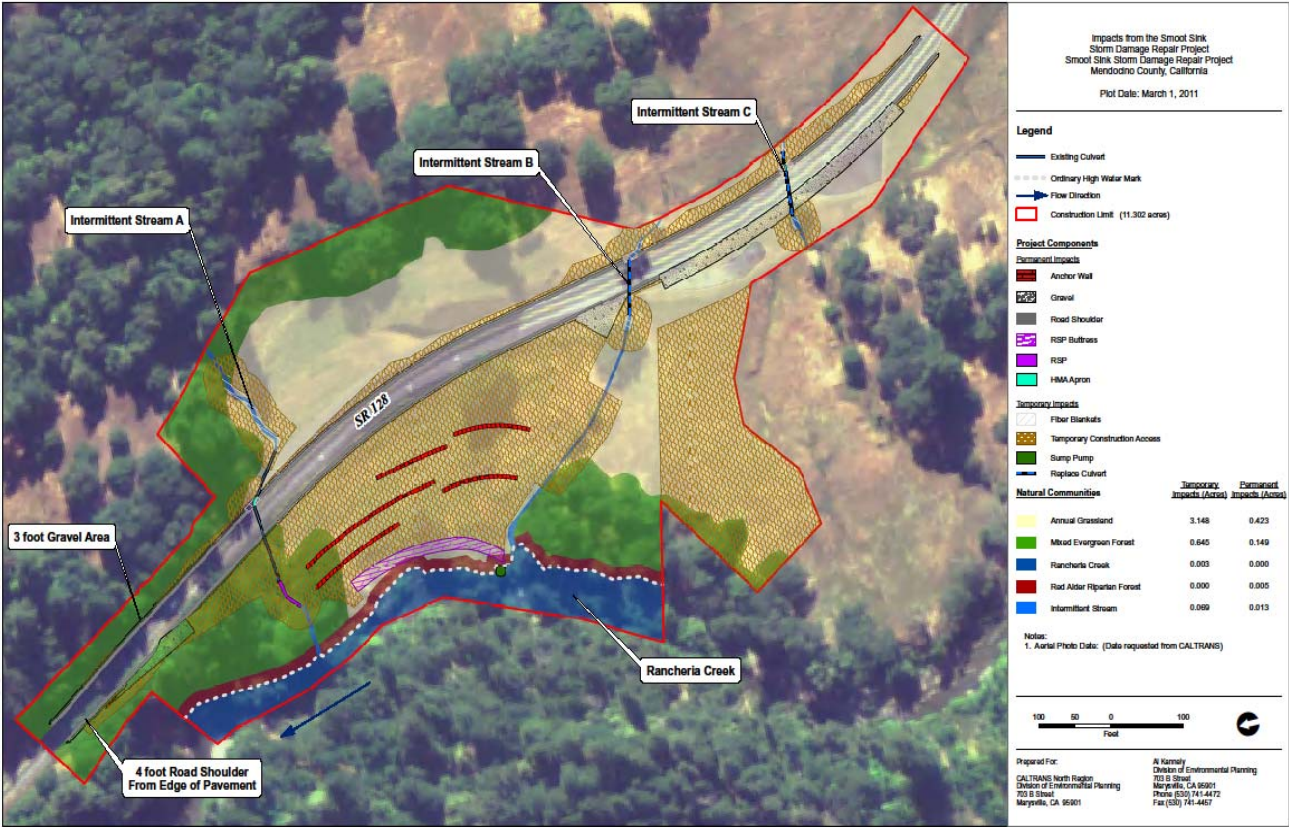 Impacts from the Smoot Sink
Storm Damage Repair Project
Smoot Sink Storm Damage Repair Project
Mendocino County, California
Plot Date: March 1, 2011
Legend
Existing Culvert
Ordinary High Water Mark
Flow Direction
Construction Limit (11.302 acres)
Project Components
Permanent Impacts
Anchor Wall
Gravel
Road Shoulder
RSP Buttress
RSP
HMA Apron
Temporary Impacts
Fiber Blankets
Temporary Construction Access
Sump Pump
Replace Culvert
Natural Communities Temporary Impacts (Acres) Permanent Impacts (Acres)
Annual Grassland 3.148 0.423
Mixed Evergreen Forest 0.645 0.149
Rancheria Creek 0.003 0.000
Red Alder Riparian Forest 0.000 0.005
Intermittent Stream 0.069 0.013
Notes:
1. Aerial Photo Date: (Date requested from CALTRANS)
100 50 0 100
Feet
Prepared For:
CALTRANS North Region
Division of Environmental Planning
703 B Street
Marysville, CA 95901
Al Kannely
Division of Environmental Planning
703 B Street
Marysville, CA 95901
Phone (530) 741-4472
Fax (530) 741-4457
Intermittent Stream C
Intermittent Stream B
Intermittent Stream A
SR 128
3 foot Gravel Area
Rancheria Creek
4 foot Road Shoulder
From Edge of Pavement